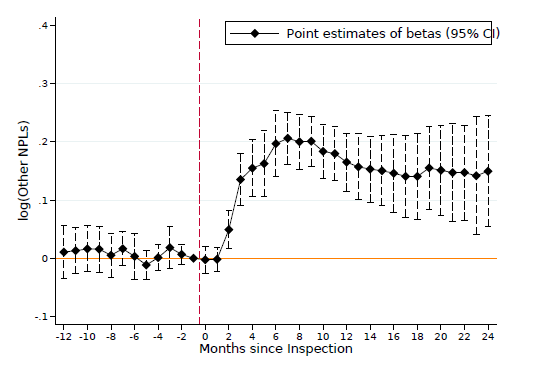 Point estimates of betas (95% CI)
log(Other NPLs)
.4
.3
.2
.1
0
-.1
-12 -10 -8 -6 -4 -2 0 2 4 6 8 10 12 14 16 18 20 22 24
Months since Inspection